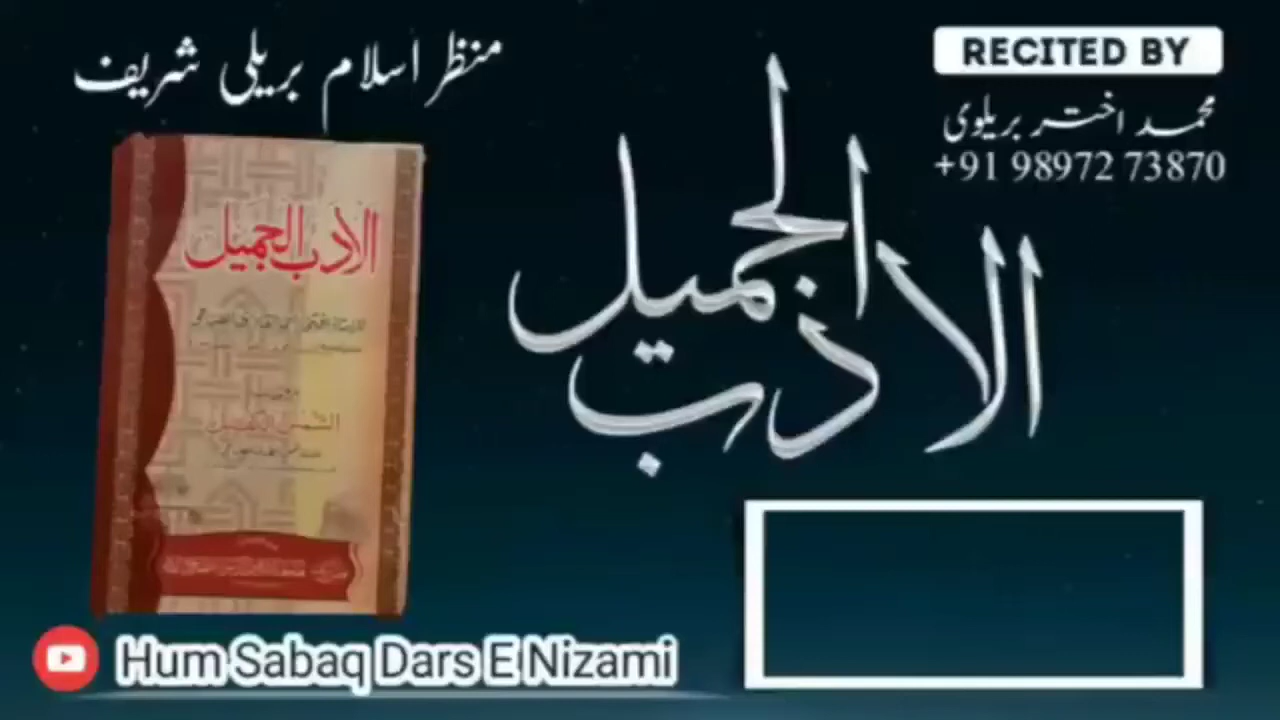 منظر اسلام بریلی شریف
RECITED BY
محمد اختر بریلوی
+91 98972 73870
الادب الجمیل
الادب الجميل
Hum Sabaq Dars E Nizami